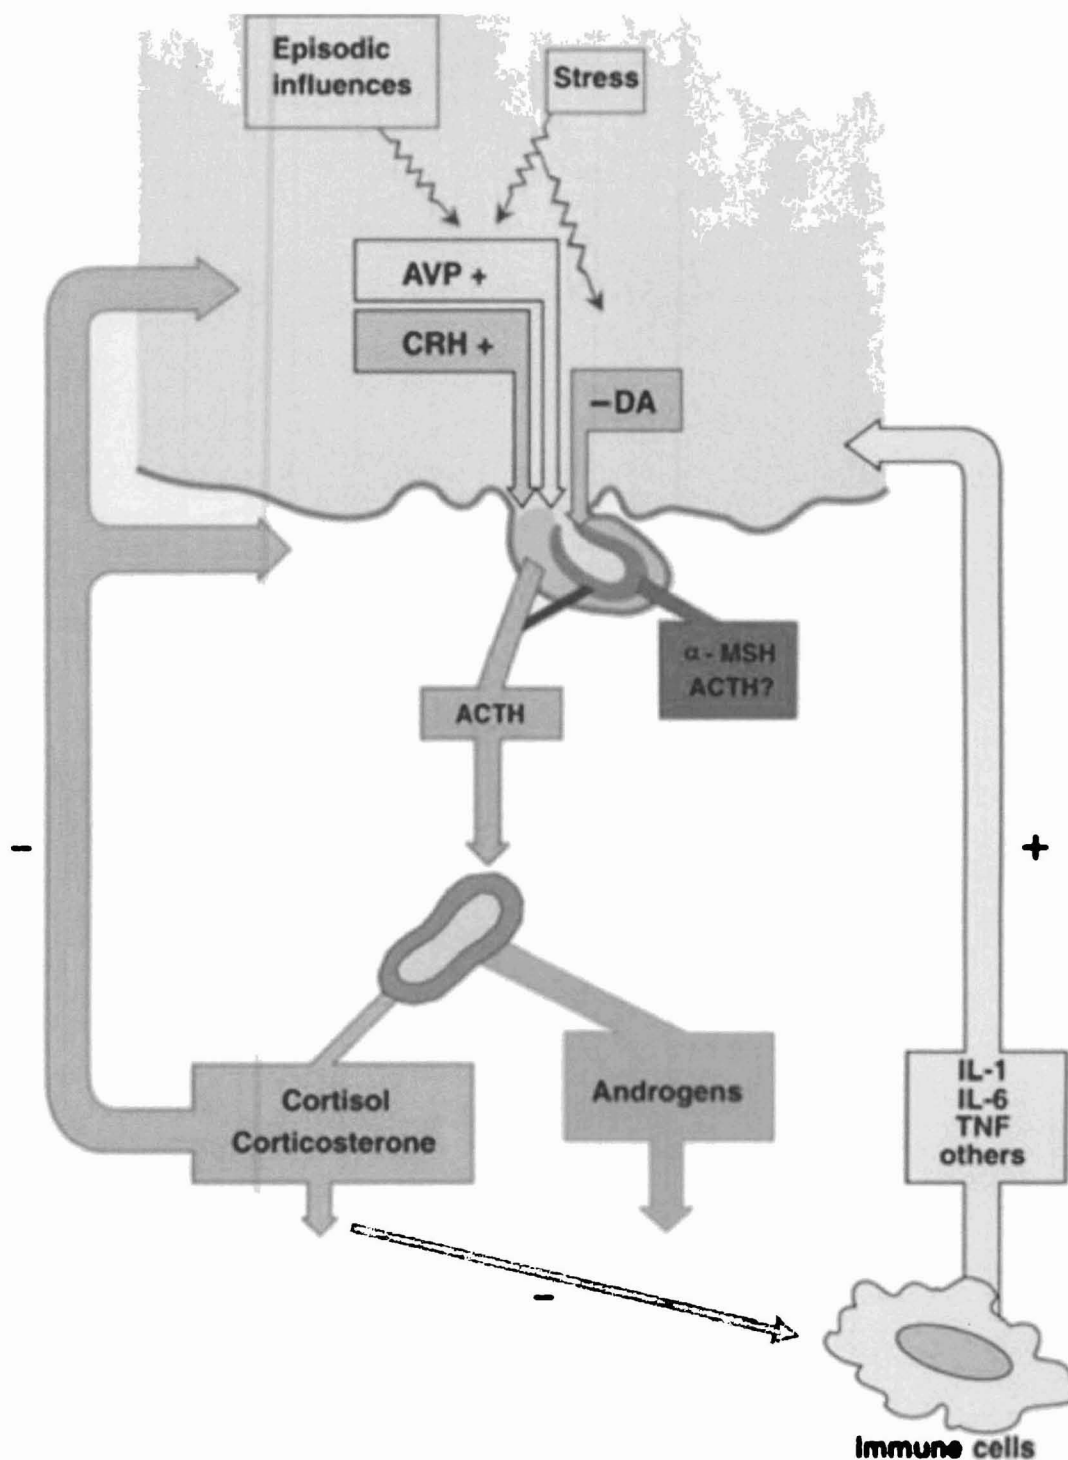 Episodic
influences
Stress
AVP +
CRH +
–DA
α- MSH
ACTH?
ACTH
-
+
Cortisol
Corticosterone
Androgens
IL-1
IL-6
TNF
others
-
Immune cells